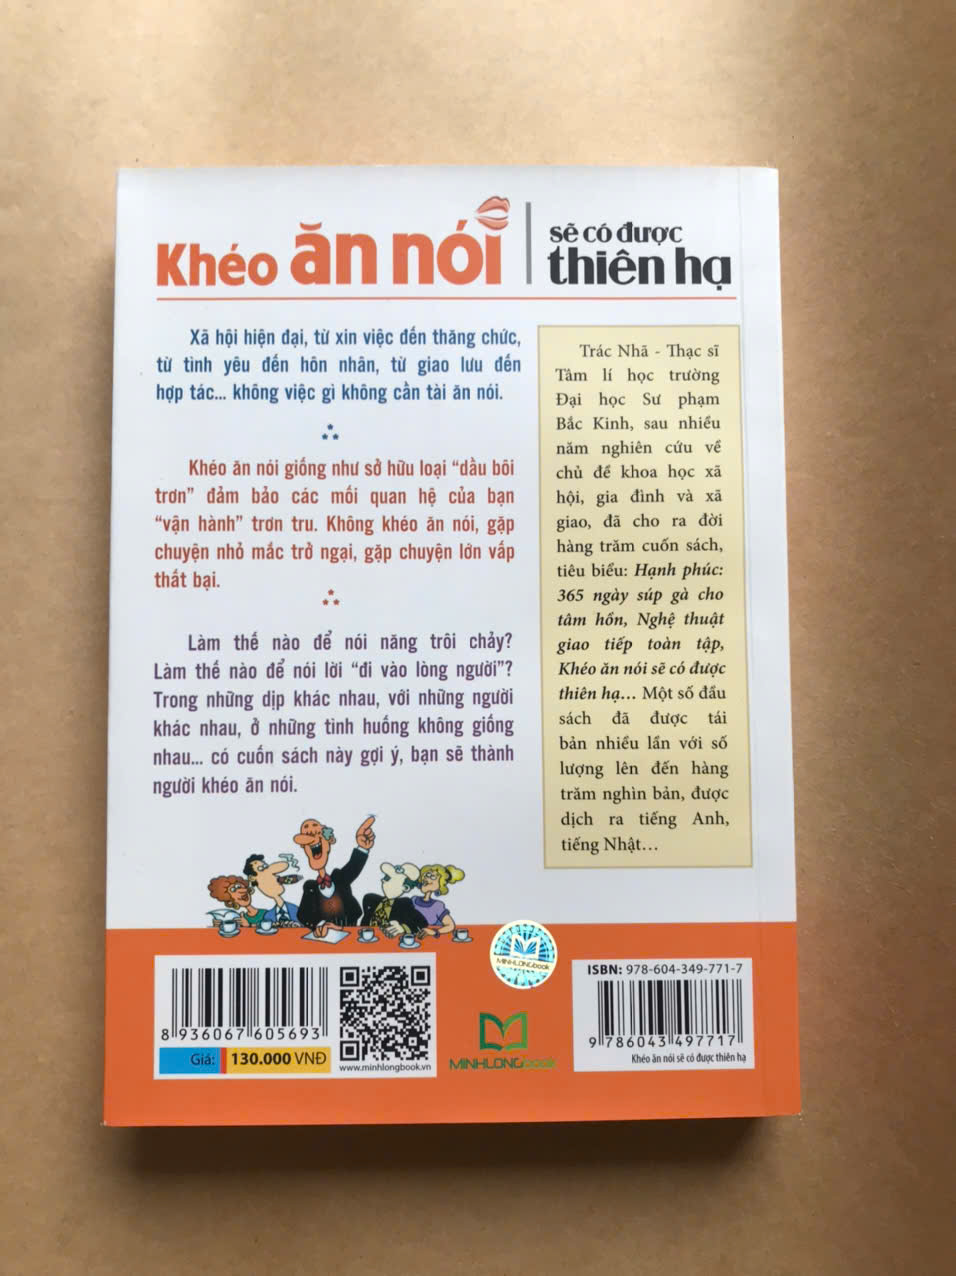 Khéo ăn nói
sẽ có được
thiên hạ
Xã hội hiện đại, từ xin việc đến thăng chức,
từ tình yêu đến hôn nhân, từ giao lưu đến
hợp tác... không việc gì không cần tài ăn nói.
Khéo ăn nói giống như sở hữu loại “dầu bôi
trơn” đảm bảo các mối quan hệ của bạn
“vận hành” trơn tru. Không khéo ăn nói, gặp
chuyện nhỏ mắc trở ngại, gặp chuyện lớn vấp
thất bại.
Làm thế nào để nói năng trôi chảy?
Làm thế nào để nói lời “đi vào lòng người”?
Trong những dịp khác nhau, với những người
khác nhau, ở những tình huống không giống
nhau... có cuốn sách này gợi ý, bạn sẽ thành
người khéo ăn nói.
Trác Nhã - Thạc sĩ
Tâm lí học trường
Đại học Sư phạm
Bắc Kinh, sau nhiều
năm nghiên cứu về
chủ đề khoa học xã
hội, gia đình và xã
giao, đã cho ra đời
hàng trăm cuốn sách,
tiêu biểu: Hạnh phúc:
365 ngày súp gà cho
tâm hồn, Nghệ thuật
giao tiếp toàn tập,
Khéo ăn nói sẽ có được
thiên hạ... Một số đầu
sách đã được tái
bản nhiều lần với số
lượng lên đến hàng
trăm nghìn bản, được
dịch ra tiếng Anh,
tiếng Nhật...
8 936067 605693
Giá: 130.000 VNĐ
www.minhlongbook.vn
MINHLONGbook
MINHLONGbook
ISBN: 978-604-349-771-7
9 786043 497717
Khéo ăn nói sẽ có được thiên hạ